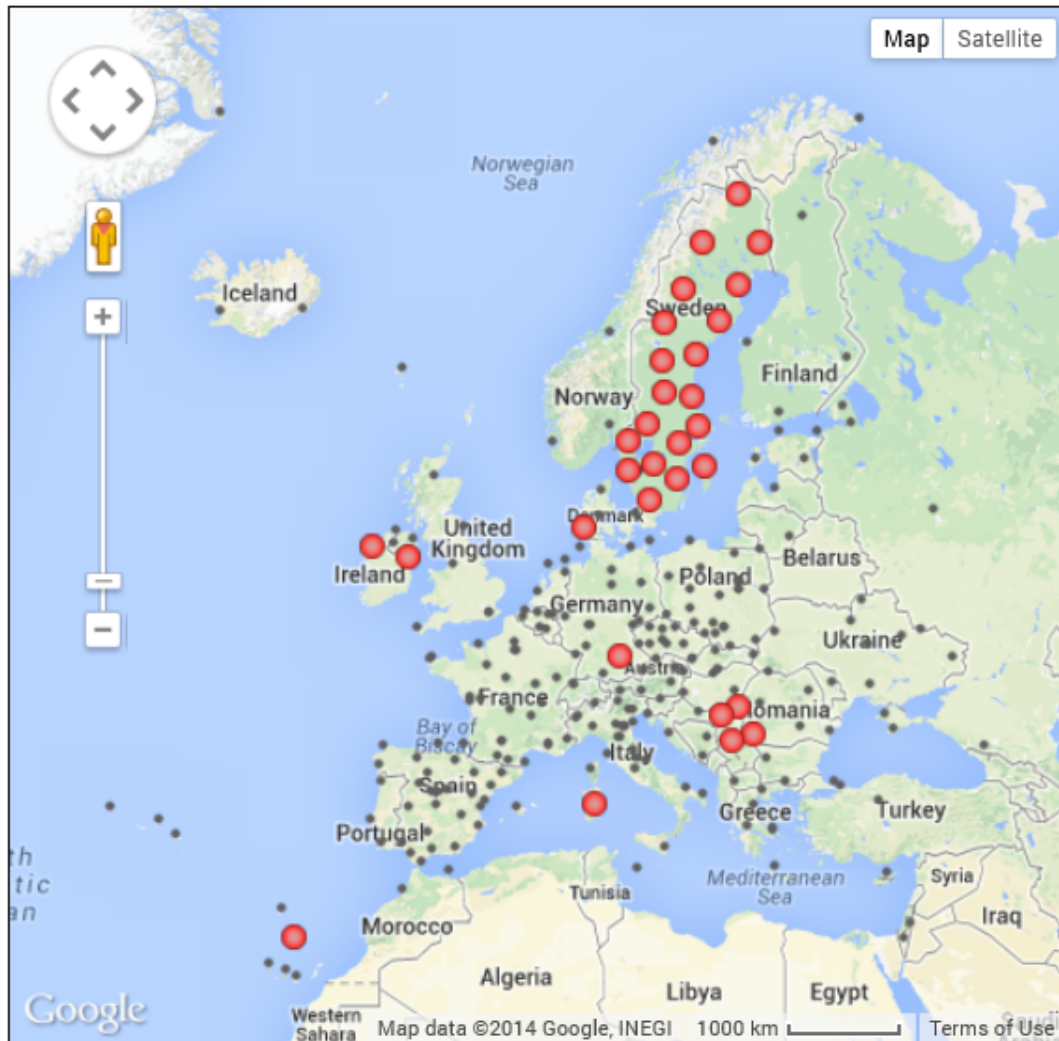 Map
Satellite
Norwegian
Sea
Iceland
Sweden
Finland
Norway
United
Kingdom
Denmark
Ireland
Belarus
Poland
Germany
Ukraine
Austria
France
Romania
Bay of
Biscay
Italy
Spain
Greece
Turkey
Portugal
Mediterranean
Sea
Syria
Tunisia
Iraq
Morocco
Algeria
Libya
Egypt
Google
Western
Sahara
Map data ©2014 Google, INEGI
1000 km
Terms of Use